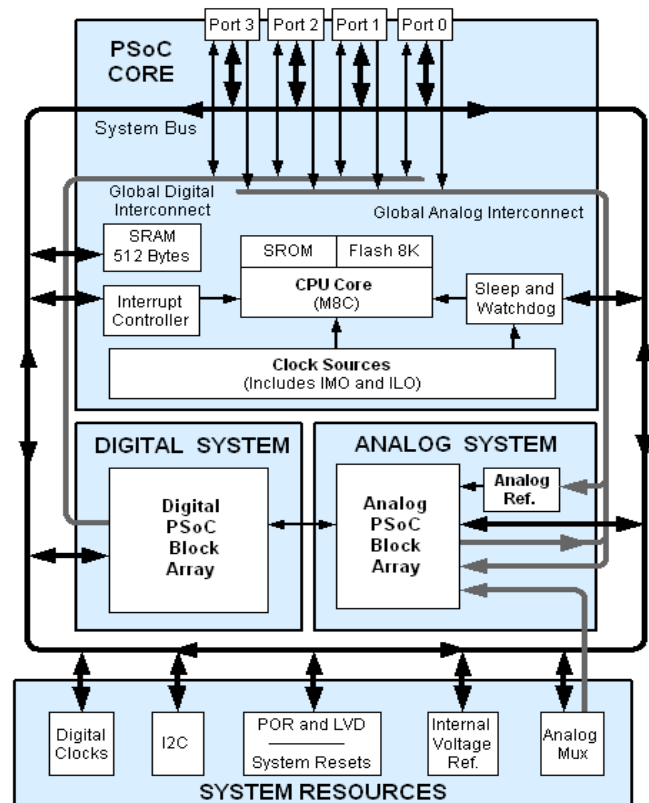 Port 3 Port 2 Port 1 Port 0
PSoC
CORE
System Bus
Global Digital
Interconnect
Global Analog Interconnect
SRAM
512 Bytes
SROM Flash 8K
CPU Core
(M8C)
Interrupt
Controller
Sleep and
Watchdog
Clock Sources
(Includes IMO and ILO)
DIGITAL SYSTEM
Digital
PSoC
Block
Array
ANALOG SYSTEM
Analog
PSoC
Block
Array
Analog
Ref.
Digital
Clocks
I2C
POR and LVD
System Resets
Internal
Voltage
Ref.
Analog
Mux
SYSTEM RESOURCES